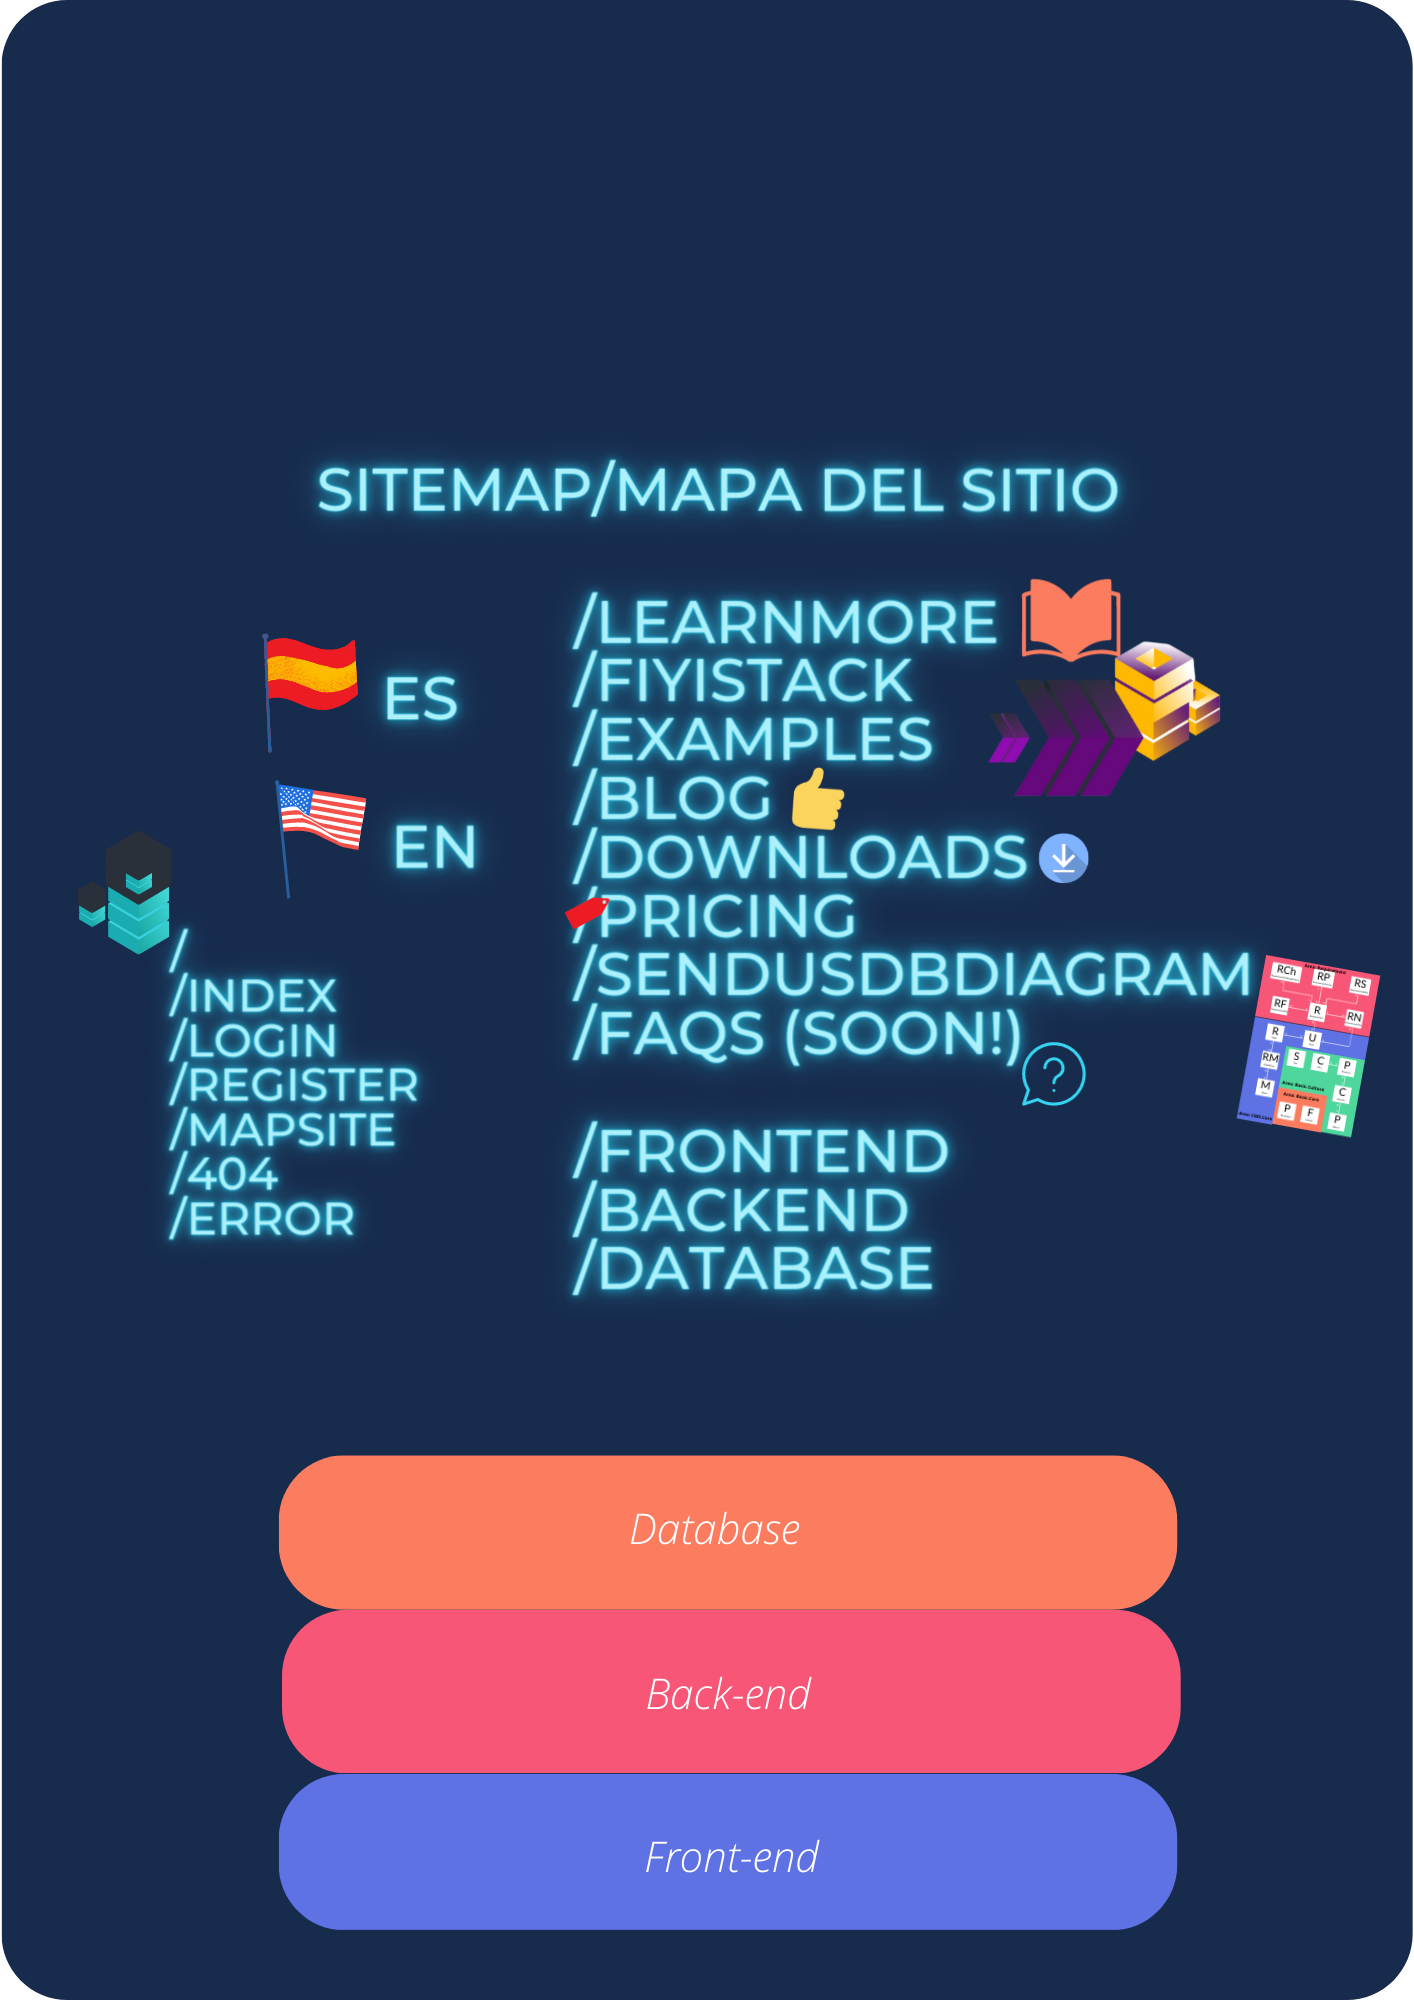 SITEMAP/MAPA DEL SITIO
ES
EN
/
/INDEX
/LOGIN
/REGISTER
/MAPSITE
/404
/ERROR
/LEARNMORE
/FIYISTACK
/EXAMPLES
/BLOG
/DOWNLOADS
/PRICING
/SENDUSDBDIAGRAM
/FAQS (SOON!)
/FRONTEND
/BACKEND
/DATABASE
RCh RP RS
RF R RN
R U
RM S C P
M C
P F P
Database
Back-end
Front-end